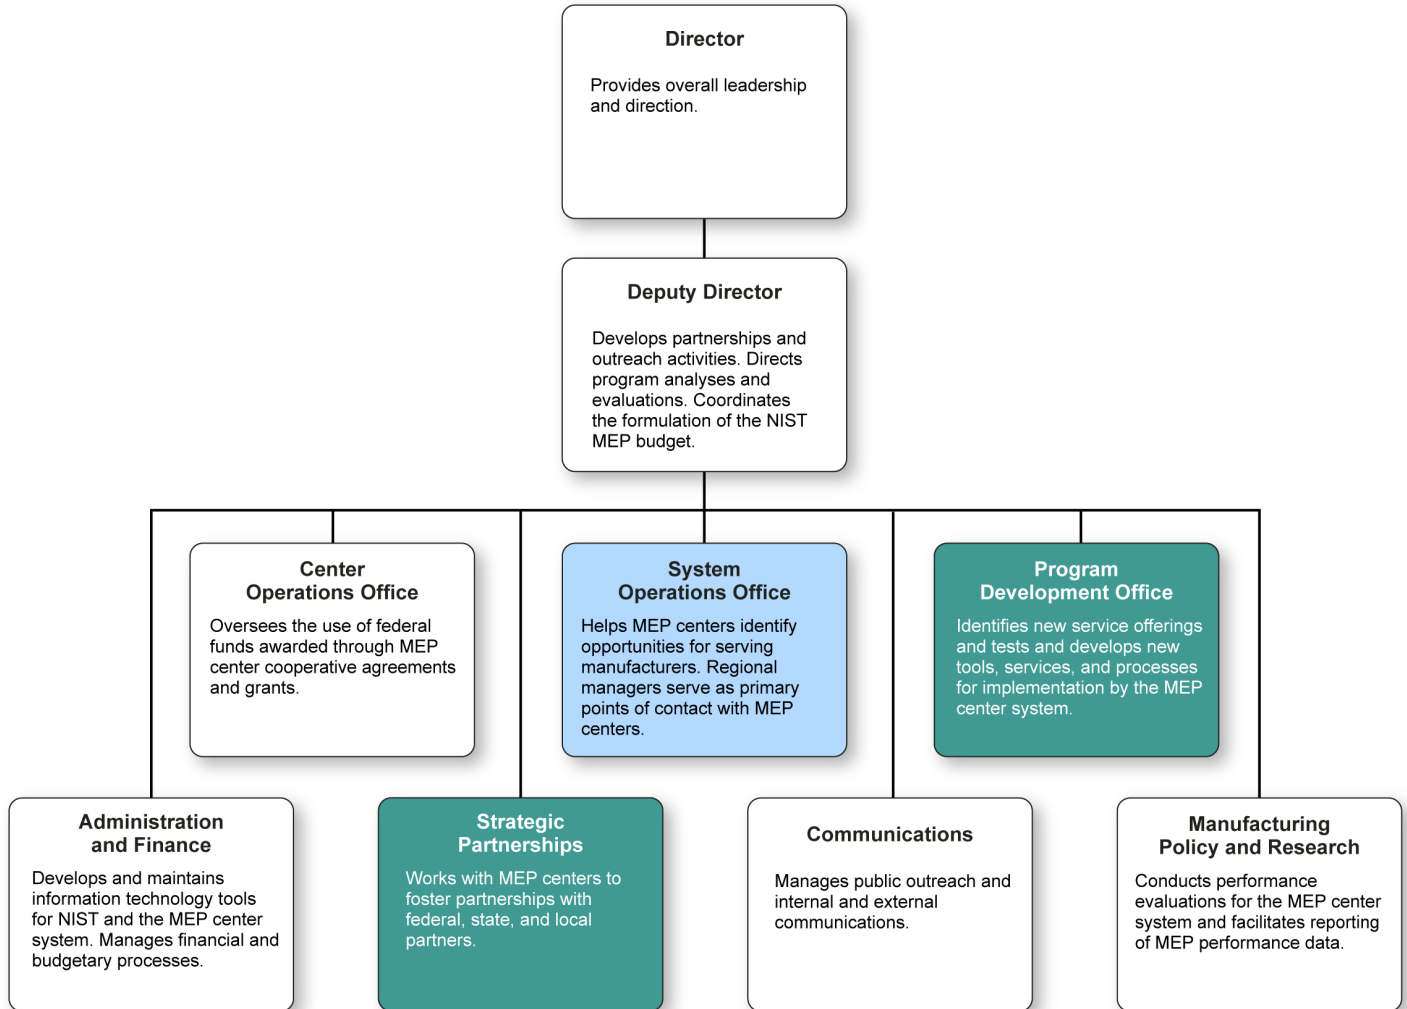 Director
Provides overall leadership
and direction.
Deputy Director
Develops partnerships and
outreach activities. Directs
program analyses and
evaluations. Coordinates
the formulation of the NIST
MEP budget.
Center
Operations Office
Oversees the use of federal
funds awarded through MEP
center cooperative agreements
and grants.
System
Operations Office
Helps MEP centers identify
opportunities for serving
manufacturers. Regional
managers serve as primary
points of contact with MEP
centers.
Program
Development Office
Identifies new service offerings
and tests and develops new
tools, services, and processes
for implementation by the MEP
center system.
Administration
and Finance
Develops and maintains
information technology tools
for NIST and the MEP center
system. Manages financial and
budgetary processes.
Strategic
Partnerships
Works with MEP centers to
foster partnerships with
federal, state, and local
partners.
Communications
Manages public outreach and
internal and external
communications.
Manufacturing
Policy and Research
Conducts performance
evaluations for the MEP center
system and facilitates reporting
of MEP performance data.